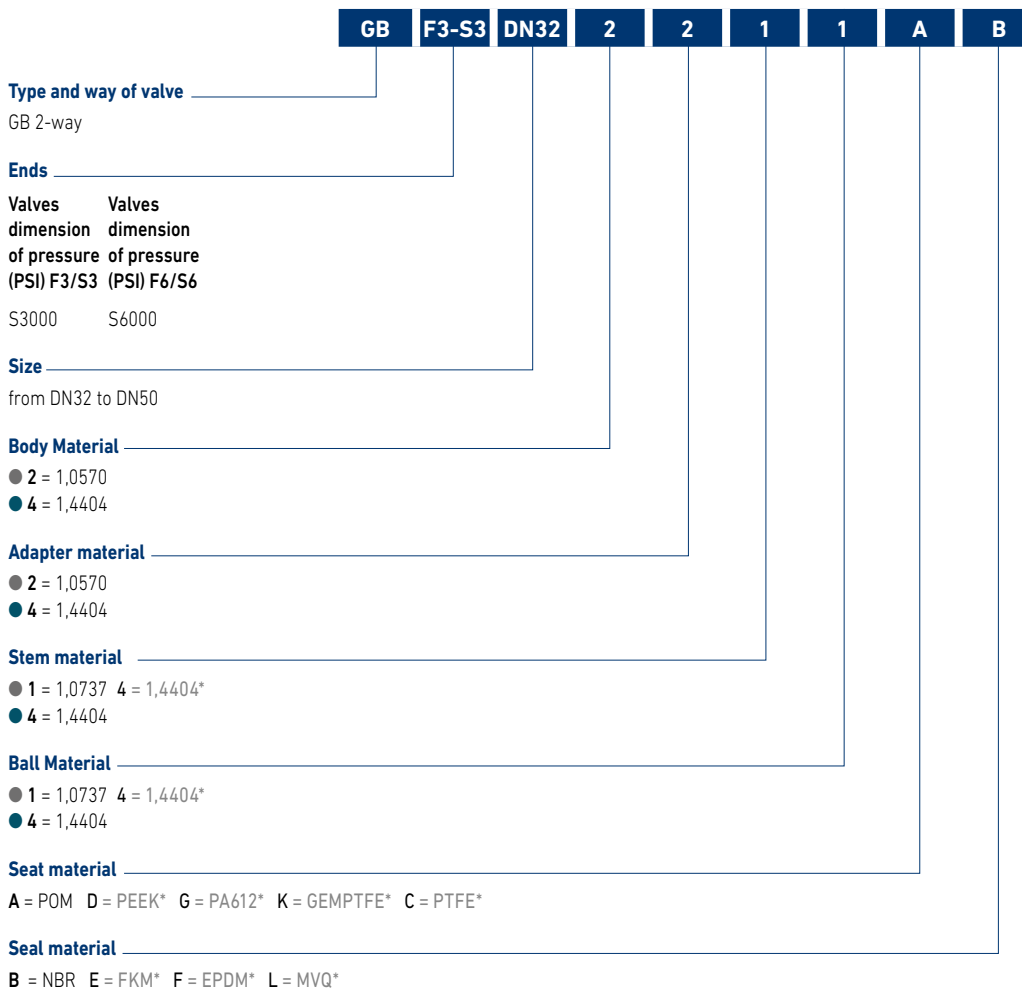 GB F3-S3 DN32 2 2 1 1 A B
Type and way of valve
GB 2-way
Ends
Valves dimension of pressure (PSI) F3/S3
Valves dimension of pressure (PSI) F6/S6
S3000 S6000
Size
from DN32 to DN50
Body Material
2 = 1,0570
4 = 1,4404
Adapter material
2 = 1,0570
4 = 1,4404
Stem material
1 = 1,0737 4 = 1,4404*
4 = 1,4404
Ball Material
1 = 1,0737 4 = 1,4404*
4 = 1,4404
Seat material
A = POM D = PEEK* G = PA612* K = GEMPTFE* C = PTFE*
Seal material
B = NBR E = FKM* F = EPDM* L = MVQ*